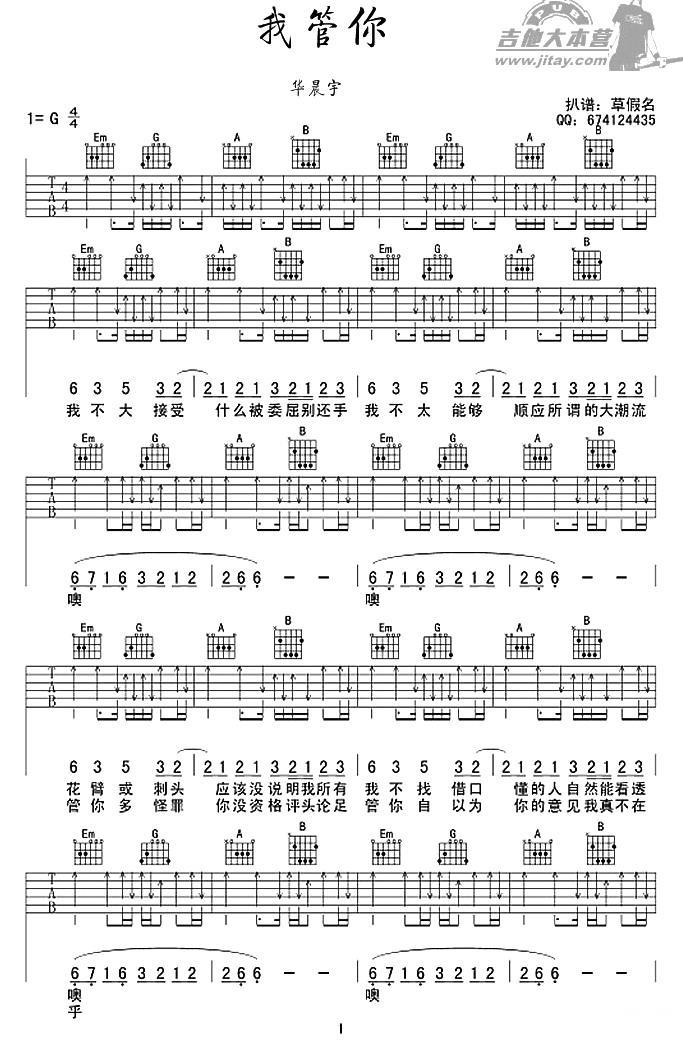 我管你
PUB
吉他大本营
www.jitay.com
华晨宇
扒谱：草假名
QQ：674124435
1= G 4/4
Em G A B Em G A B
T A B 4/4
Em G A B Em G A B
T A B
6 3 5 3 2 | 2 1 2 1 3 2 1 2 3 | 6 3 5 3 2 | 2 1 2 1 3 2 1 2 3
我 不 大 接受 什么被委屈别还手 我 不 太 能够 顺应所谓的大潮流
Em G A B Em G A B
T A B
6 7 1 6 3 2 1 2 | 2 6 6 - - | 6 7 1 6 3 2 1 2 | 2 6 6 - - |
噢 噢
Em G A B Em G A B
T A B
6 3 5 3 2 | 2 1 2 1 3 2 1 2 3 | 6 3 5 3 2 | 2 1 2 1 3 2 1 2 3
花 臂 或 刺头 应该没说明我所有 我 不 找 借口 懂的人自然能看透
管 你 多 怪罪 你没资格评头论足 管 你 自 以为 你的意见我真不在
Em G A B Em G A B
T A B
6 7 1 6 3 2 1 2 | 2 6 6 - - | 6 7 1 6 3 2 1 2 | 2 6 6 - - |
噢 噢
乎
1